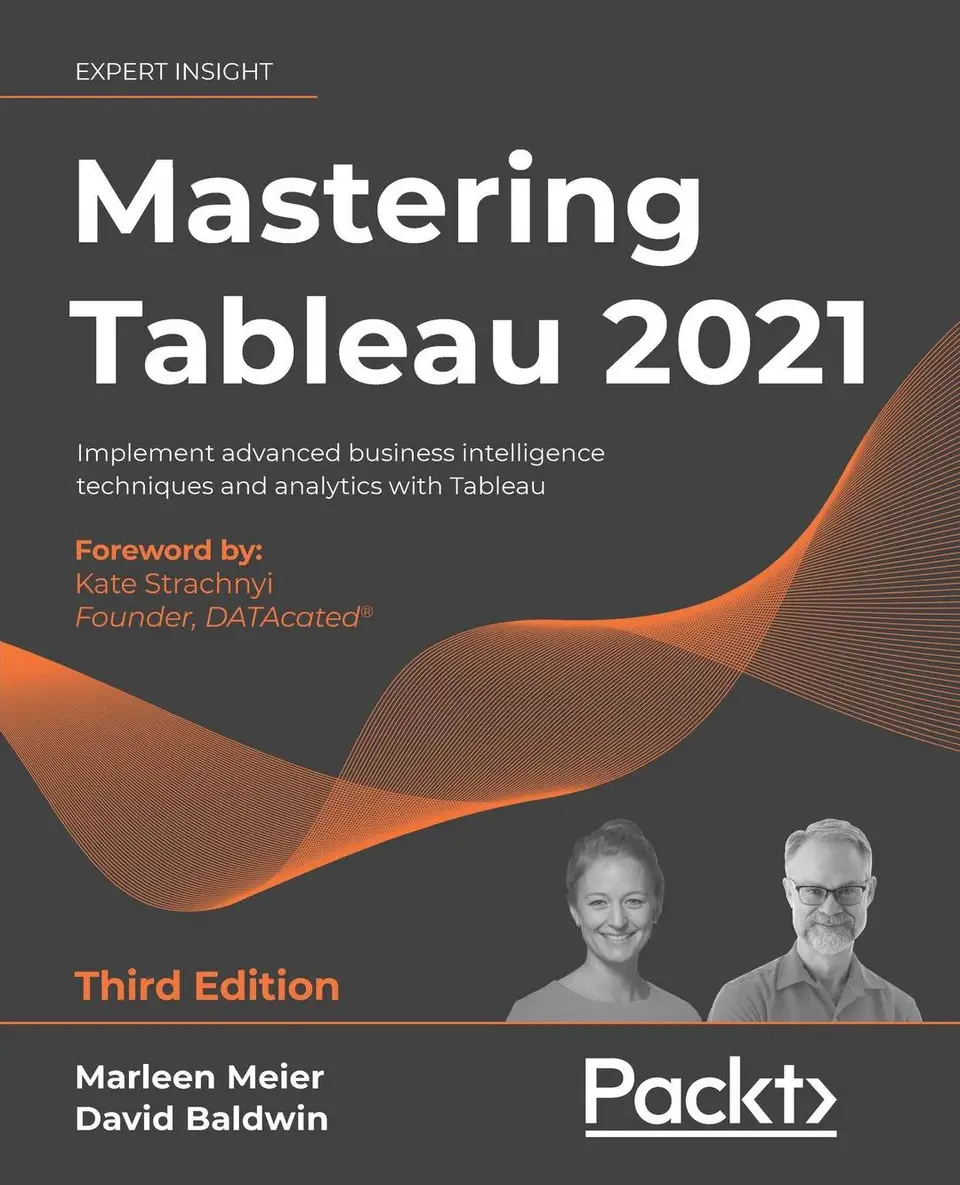 EXPERT INSIGHT
Mastering
Tableau 2021
Implement advanced business intelligence
techniques and analytics with Tableau
Foreword by:
Kate Strachnyi
Founder, DATAcated®
Third Edition
Marleen Meier
David Baldwin
Packt>